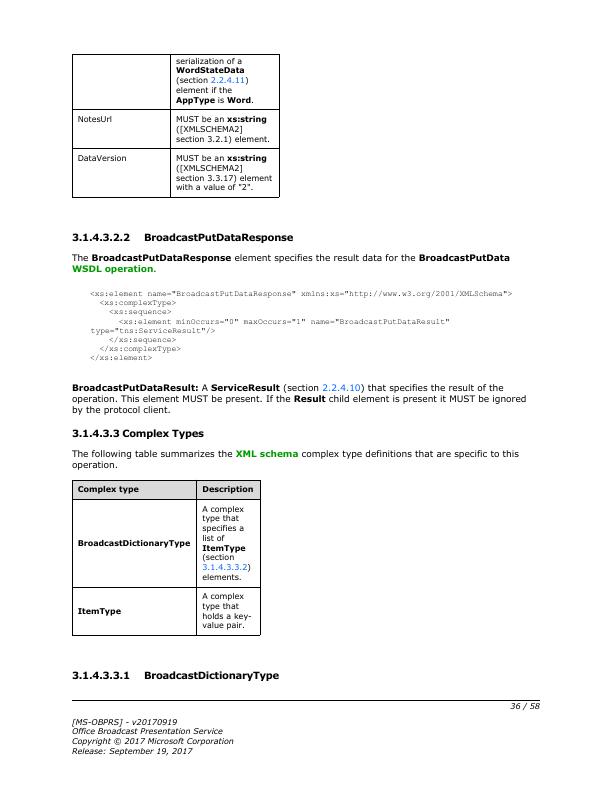 serialization of a
WordStateData
(section 2.2.4.11)
element if the
AppType is Word.
NotesUrl
MUST be an xs:string
([XMLSCHEMA2]
section 3.2.1) element.
DataVersion
MUST be an xs:string
([XMLSCHEMA2]
section 3.3.17) element
with a value of "2".
3.1.4.3.2.2 BroadcastPutDataResponse
The BroadcastPutDataResponse element specifies the result data for the BroadcastPutData
WSDL operation.
<xs:element name="BroadcastPutDataResponse" xmlns:xs="http://www.w3.org/2001/XMLSchema">
<xs:complexType>
<xs:sequence>
<xs:element minOccurs="0" maxOccurs="1" name="BroadcastPutDataResult"
type="tns:ServiceResult"/>
</xs:sequence>
</xs:complexType>
</xs:element>
BroadcastPutDataResult: A ServiceResult (section 2.2.4.10) that specifies the result of the
operation. This element MUST be present. If the Result child element is present it MUST be ignored
by the protocol client.
3.1.4.3.3 Complex Types
The following table summarizes the XML schema complex type definitions that are specific to this
operation.
Complex type
Description
BroadcastDictionaryType
A complex
type that
specifies a
list of
ItemType
(section
3.1.4.3.3.2)
elements.
ItemType
A complex
type that
holds a key-
value pair.
3.1.4.3.3.1 BroadcastDictionaryType
36 / 58
[MS-OBPRS] - v20170919
Office Broadcast Presentation Service
Copyright © 2017 Microsoft Corporation
Release: September 19, 2017